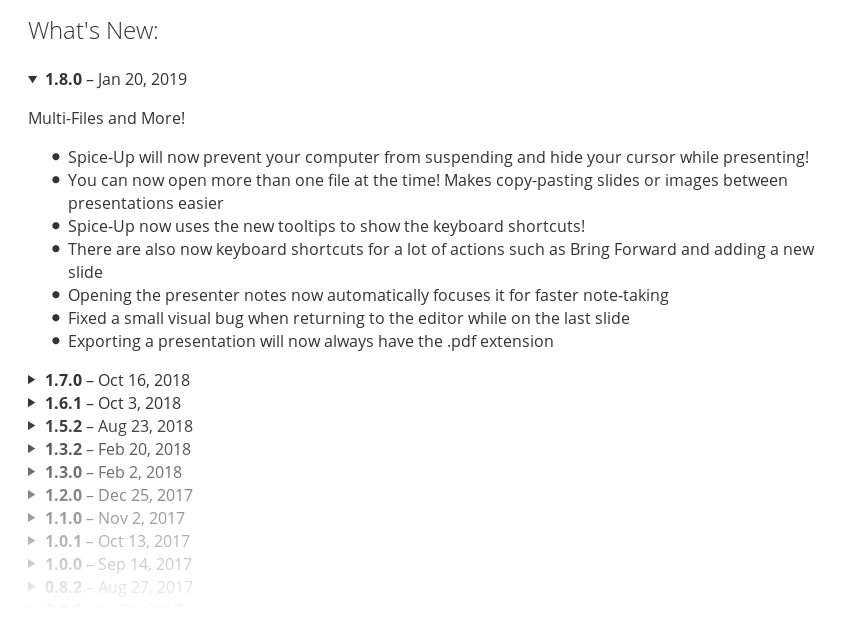 What's New:
1.8.0 – Jan 20, 2019
Multi-Files and More!
Spice-Up will now prevent your computer from suspending and hide your cursor while presenting!
You can now open more than one file at the time! Makes copy-pasting slides or images between
presentations easier
Spice-Up now uses the new tooltips to show the keyboard shortcuts!
There are also now keyboard shortcuts for a lot of actions such as Bring Forward and adding a new
slide
Opening the presenter notes now automatically focuses it for faster note-taking
Fixed a small visual bug when returning to the editor while on the last slide
Exporting a presentation will now always have the .pdf extension
1.7.0 – Oct 16, 2018
1.6.1 – Oct 3, 2018
1.5.2 – Aug 23, 2018
1.3.2 – Feb 20, 2018
1.3.0 – Feb 2, 2018
1.2.0 – Dec 25, 2017
1.1.0 – Nov 2, 2017
1.0.1 – Oct 13, 2017
1.0.0 – Sep 14, 2017
0.8.2 – Aug 27, 2017